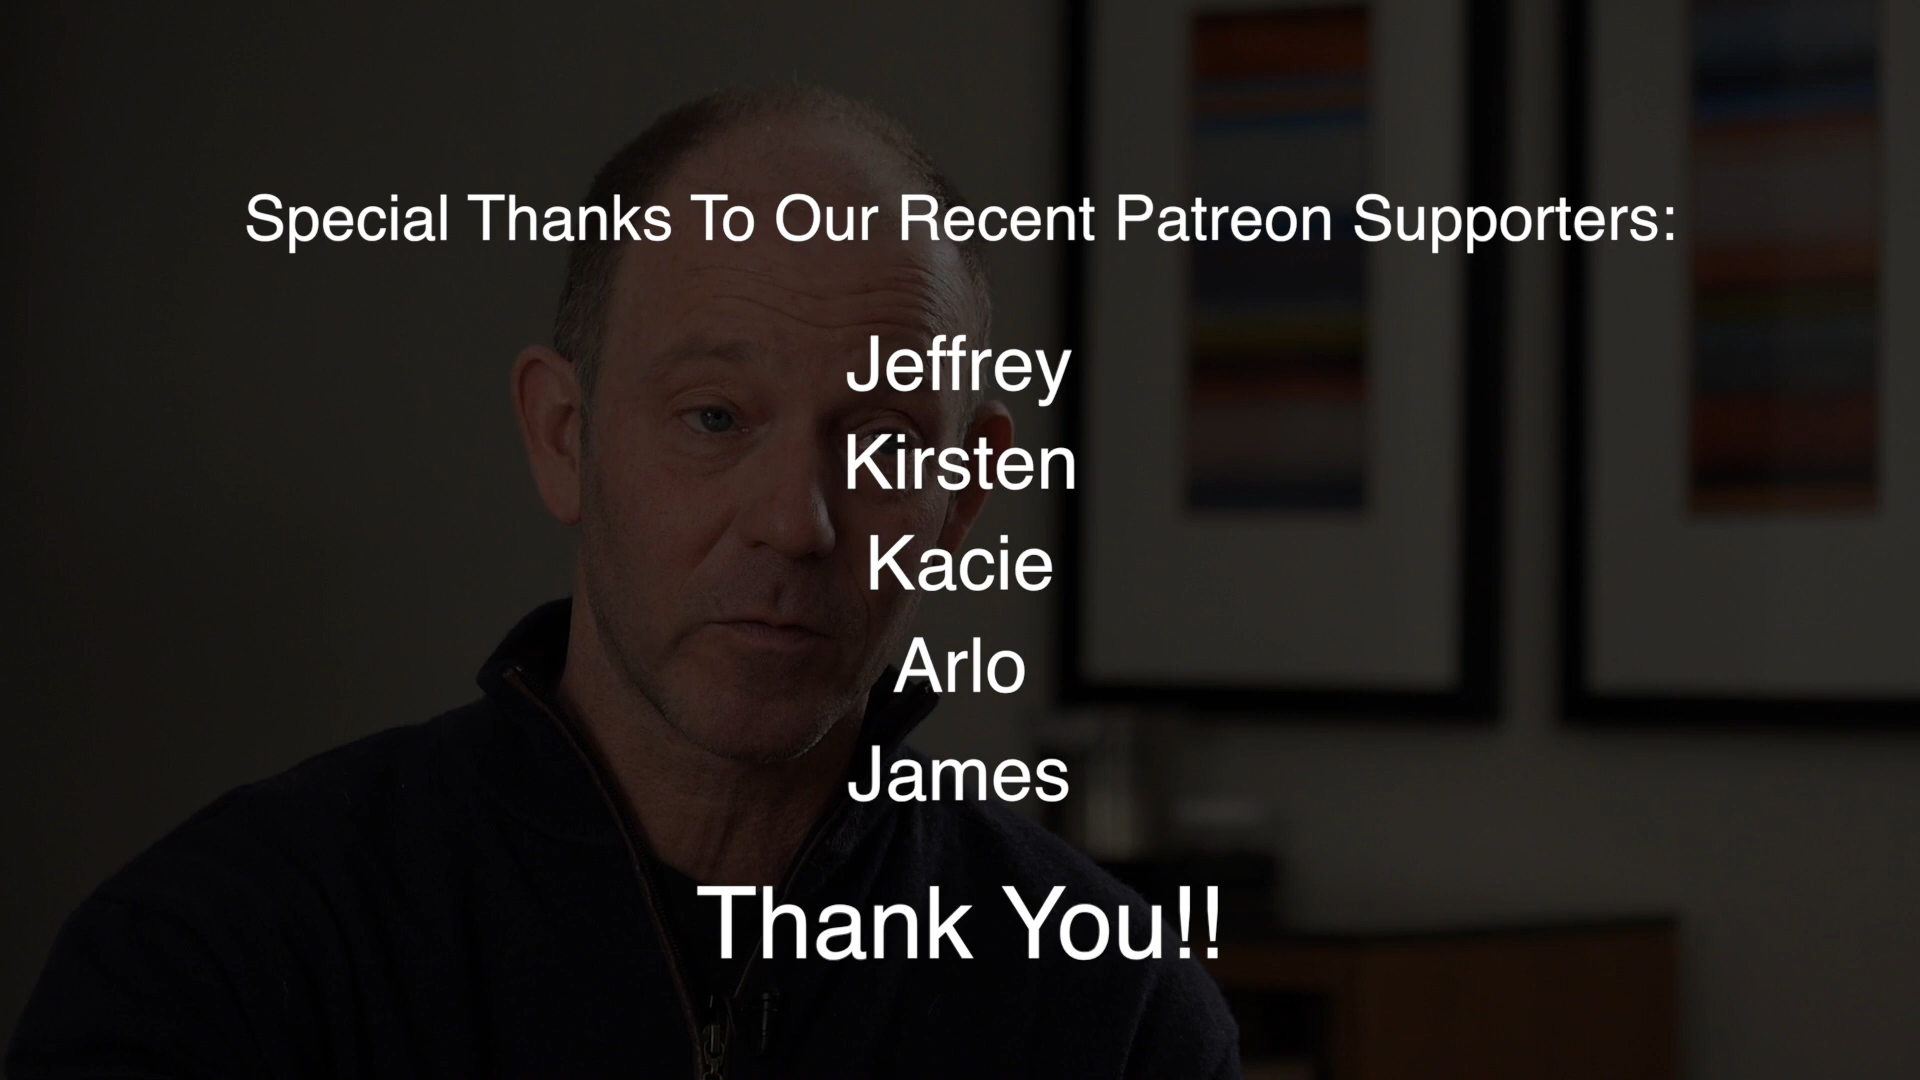 Special Thanks To Our Recent Patreon Supporters:
Jeffrey
Kirsten
Kacie
Arlo
James
Thank You!!